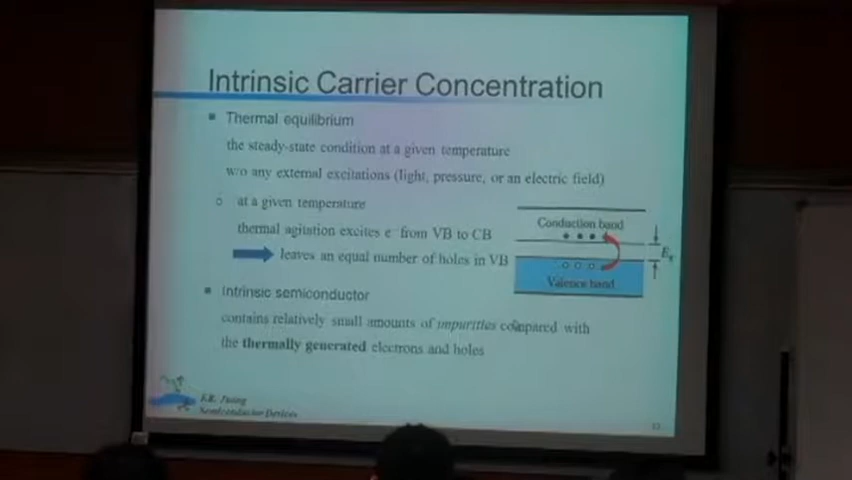 Intrinsic Carrier Concentration
Thermal equilibrium
the steady-state condition at a given temperature
w/o any external excitations (light, pressure, or an electric field)
at a given temperature
thermal agitation excites e⁻ from VB to CB
leaves an equal number of holes in VB
Conduction band
Eg
Valence band
Intrinsic semiconductor
contains relatively small amounts of impurities compared with
the thermally generated electrons and holes
Semiconductor Devices